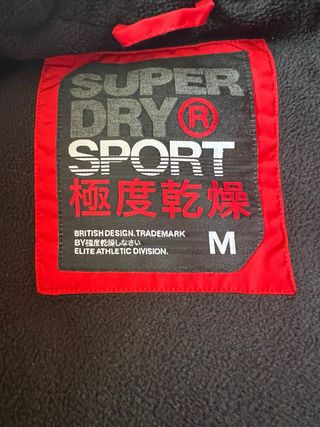 SUPER
DRY®
SPORT
極度乾燥
BRITISH DESIGN.TRADEMARK
BY極度乾燥しなさい
ELITE ATHLETIC DIVISION.
M